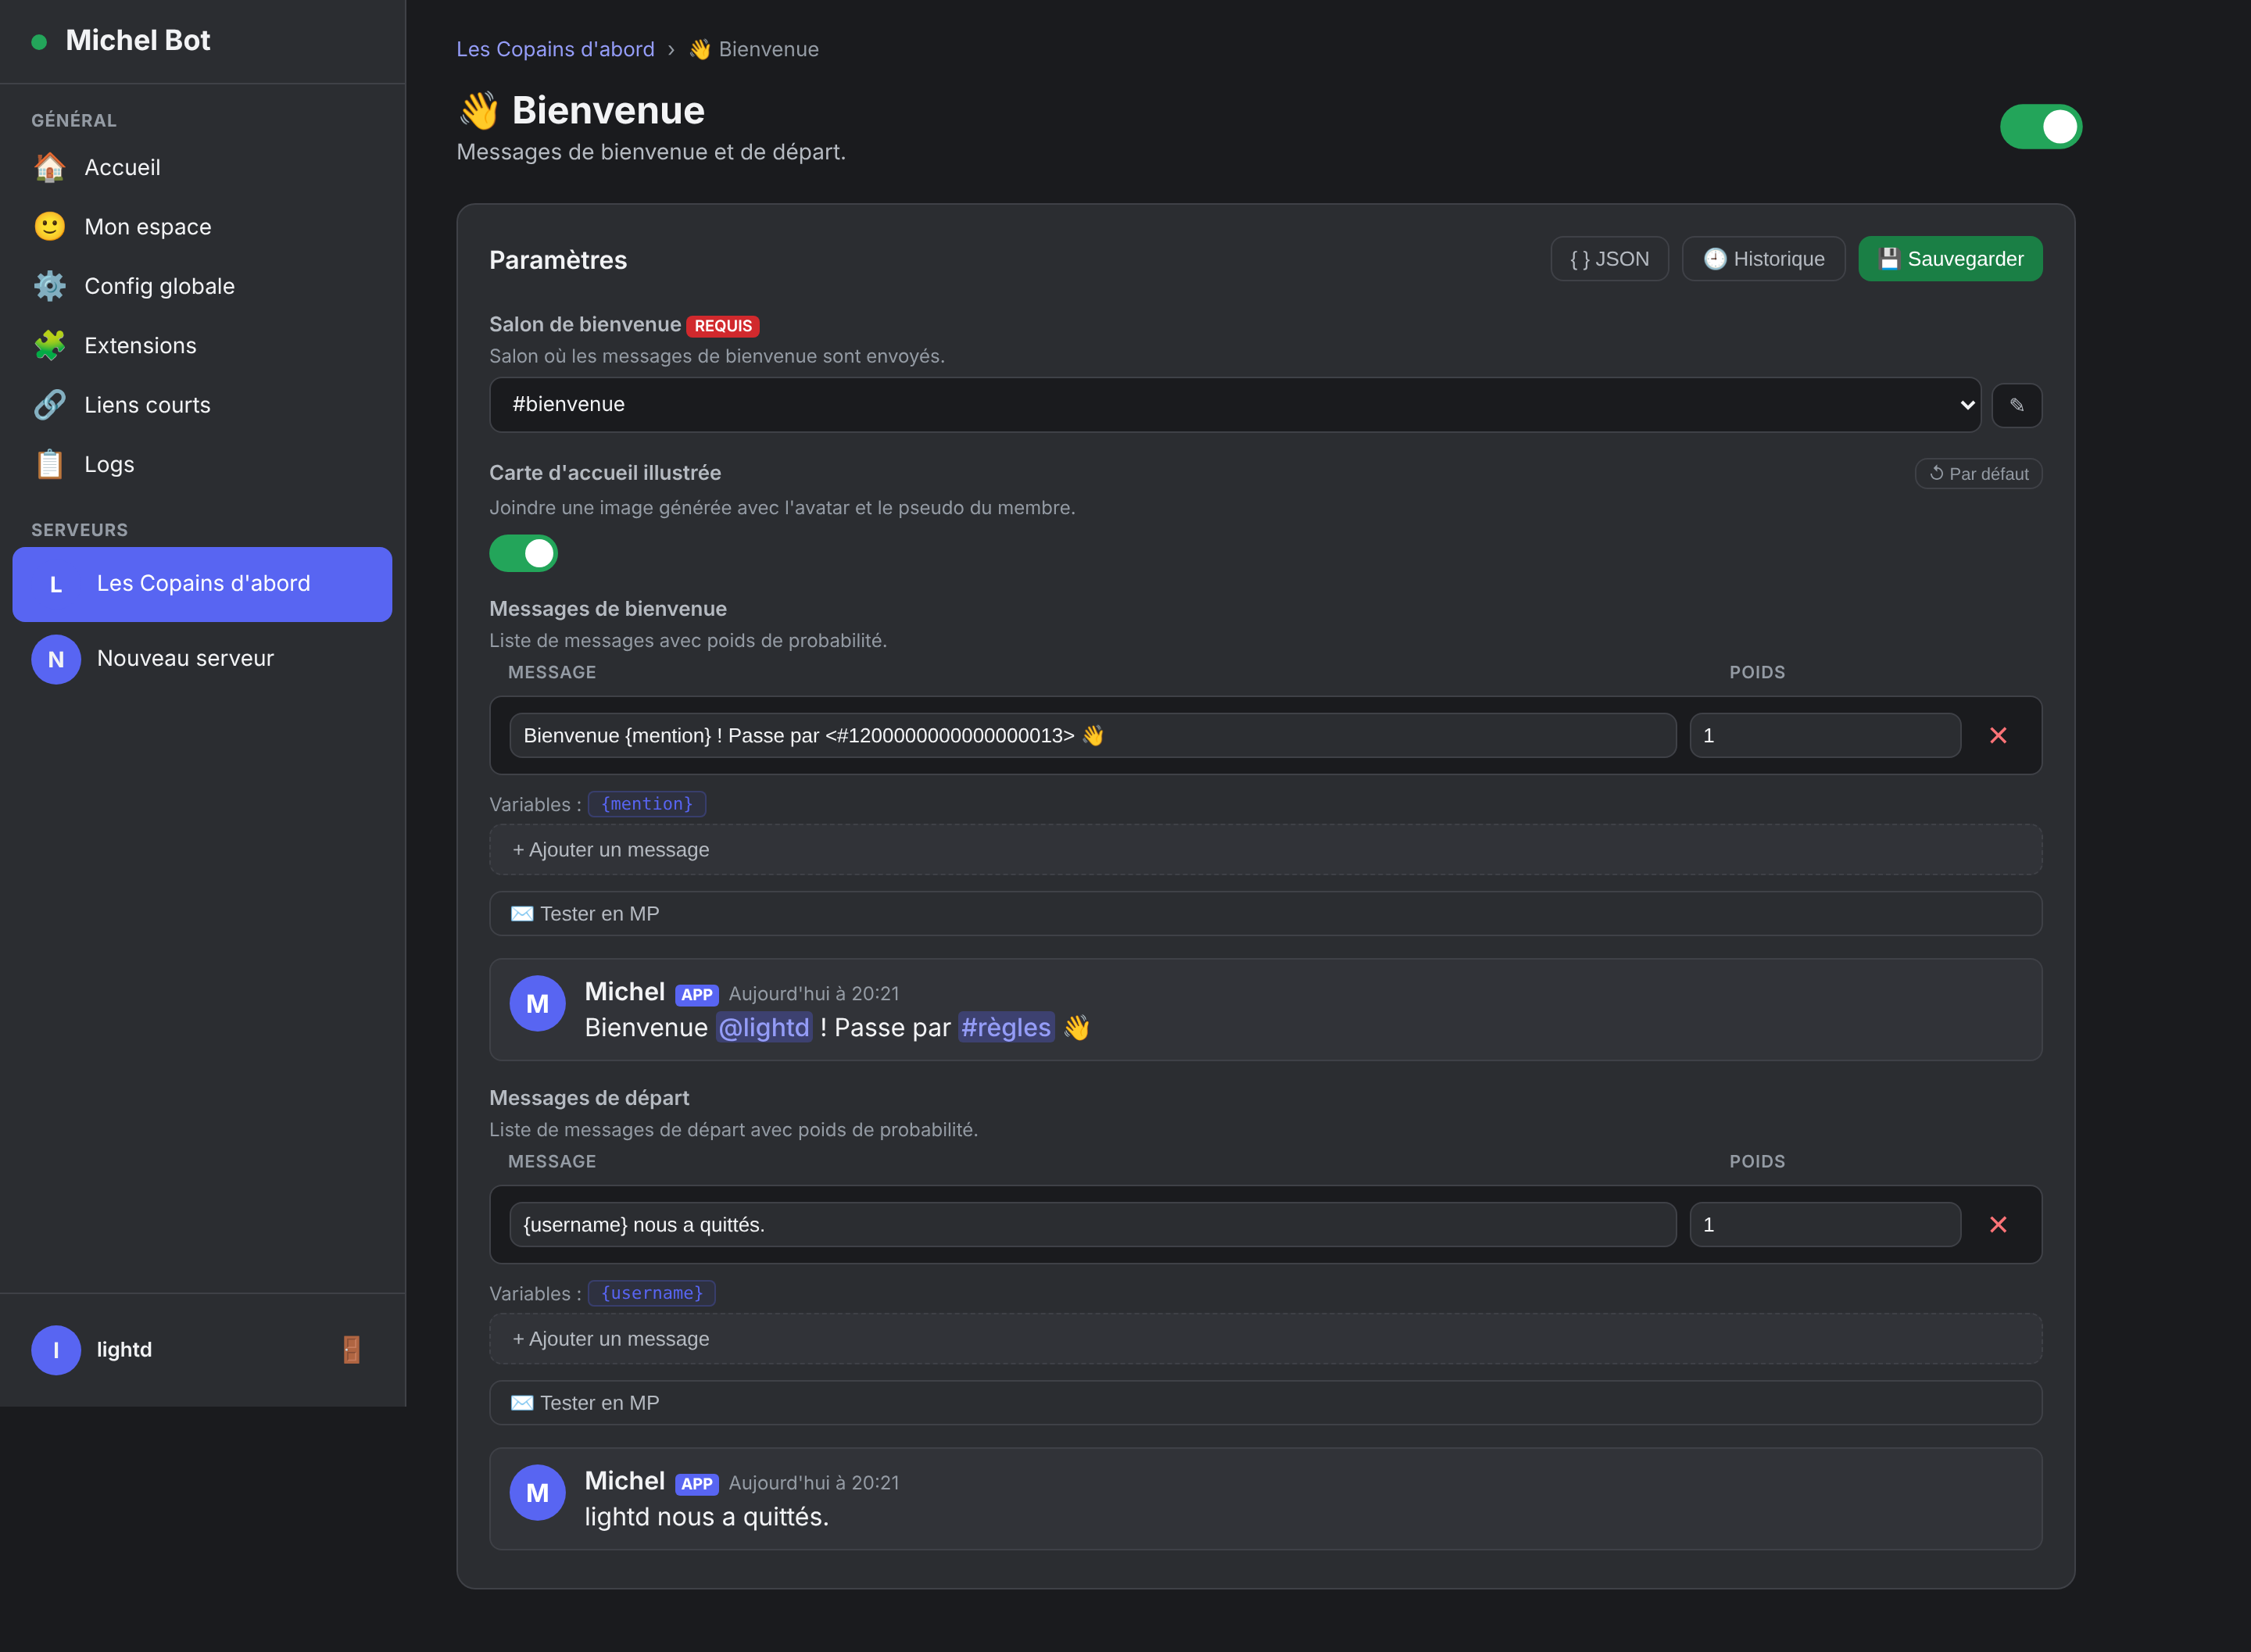 Michel Bot
GÉNÉRAL
🏠 Accueil
🙂 Mon espace
⚙️ Config globale
🧩 Extensions
🔗 Liens courts
📋 Logs
SERVEURS
L Les Copains d'abord
N Nouveau serveur
l lightd 🚪
Les Copains d'abord › 👋 Bienvenue
👋 Bienvenue
Messages de bienvenue et de départ.
Paramètres
{ } JSON
🕘 Historique
💾 Sauvegarder
Salon de bienvenue REQUIS
Salon où les messages de bienvenue sont envoyés.
#bienvenue
✎
Carte d'accueil illustrée
↺ Par défaut
Joindre une image générée avec l'avatar et le pseudo du membre.
Messages de bienvenue
Liste de messages avec poids de probabilité.
MESSAGE POIDS
Bienvenue {mention} ! Passe par <#1200000000000000013> 👋 1 ✕
Variables : {mention}
+ Ajouter un message
✉️ Tester en MP
M Michel APP Aujourd'hui à 20:21
Bienvenue @lightd ! Passe par #règles 👋
Messages de départ
Liste de messages de départ avec poids de probabilité.
MESSAGE POIDS
{username} nous a quittés. 1 ✕
Variables : {username}
+ Ajouter un message
✉️ Tester en MP
M Michel APP Aujourd'hui à 20:21
lightd nous a quittés.